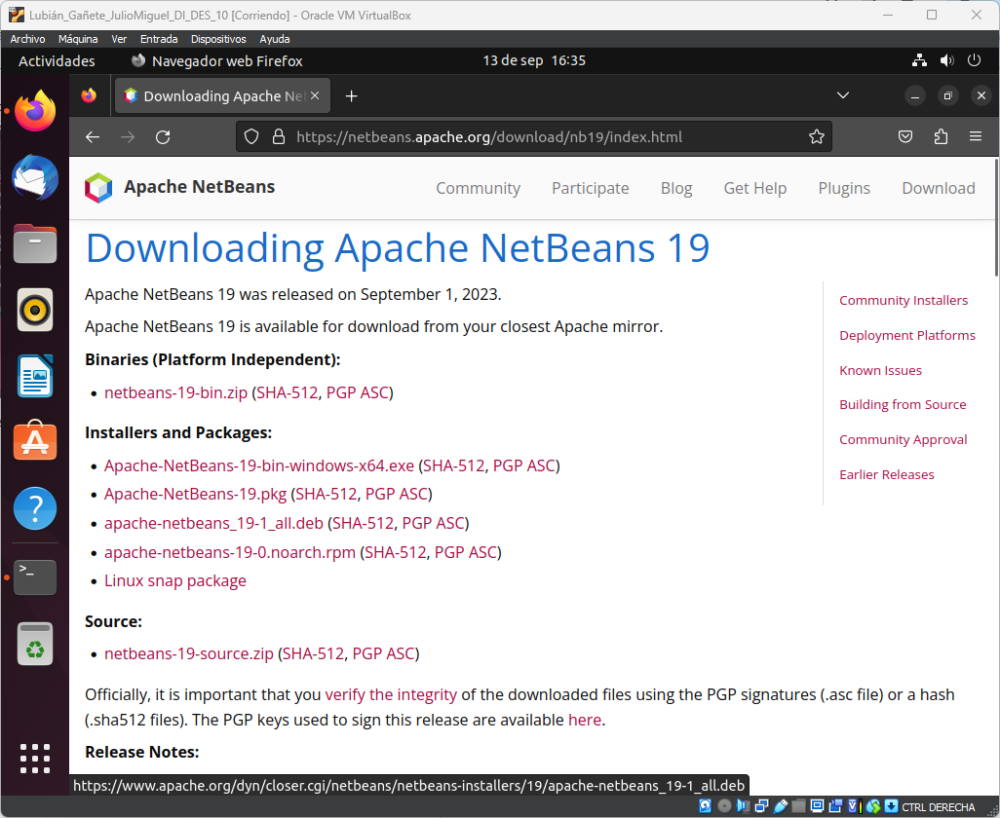 Lubián_Gañete_JulioMiguel_DI_DES_10 [Corriendo] - Oracle VM VirtualBox
Archivo Máquina Ver Entrada Dispositivos Ayuda
Actividades Navegador web Firefox 13 de sep 16:35
Downloading Apache Ne
https://netbeans.apache.org/download/nb19/index.html
Apache NetBeans Community Participate Blog Get Help Plugins Download
Downloading Apache NetBeans 19
Apache NetBeans 19 was released on September 1, 2023.
Apache NetBeans 19 is available for download from your closest Apache mirror.
Binaries (Platform Independent):
• netbeans-19-bin.zip (SHA-512, PGP ASC)
Installers and Packages:
• Apache-NetBeans-19-bin-windows-x64.exe (SHA-512, PGP ASC)
• Apache-NetBeans-19.pkg (SHA-512, PGP ASC)
• apache-netbeans_19-1_all.deb (SHA-512, PGP ASC)
• apache-netbeans-19-0.noarch.rpm (SHA-512, PGP ASC)
• Linux snap package
Source:
• netbeans-19-source.zip (SHA-512, PGP ASC)
Officially, it is important that you verify the integrity of the downloaded files using the PGP signatures (.asc file) or a hash
(.sha512 files). The PGP keys used to sign this release are available here.
Release Notes:
Community Installers
Deployment Platforms
Known Issues
Building from Source
Community Approval
Earlier Releases
https://www.apache.org/dyn/closer.cgi/netbeans/netbeans-installers/19/apache-netbeans_19-1_all.deb
CTRL DERECHA